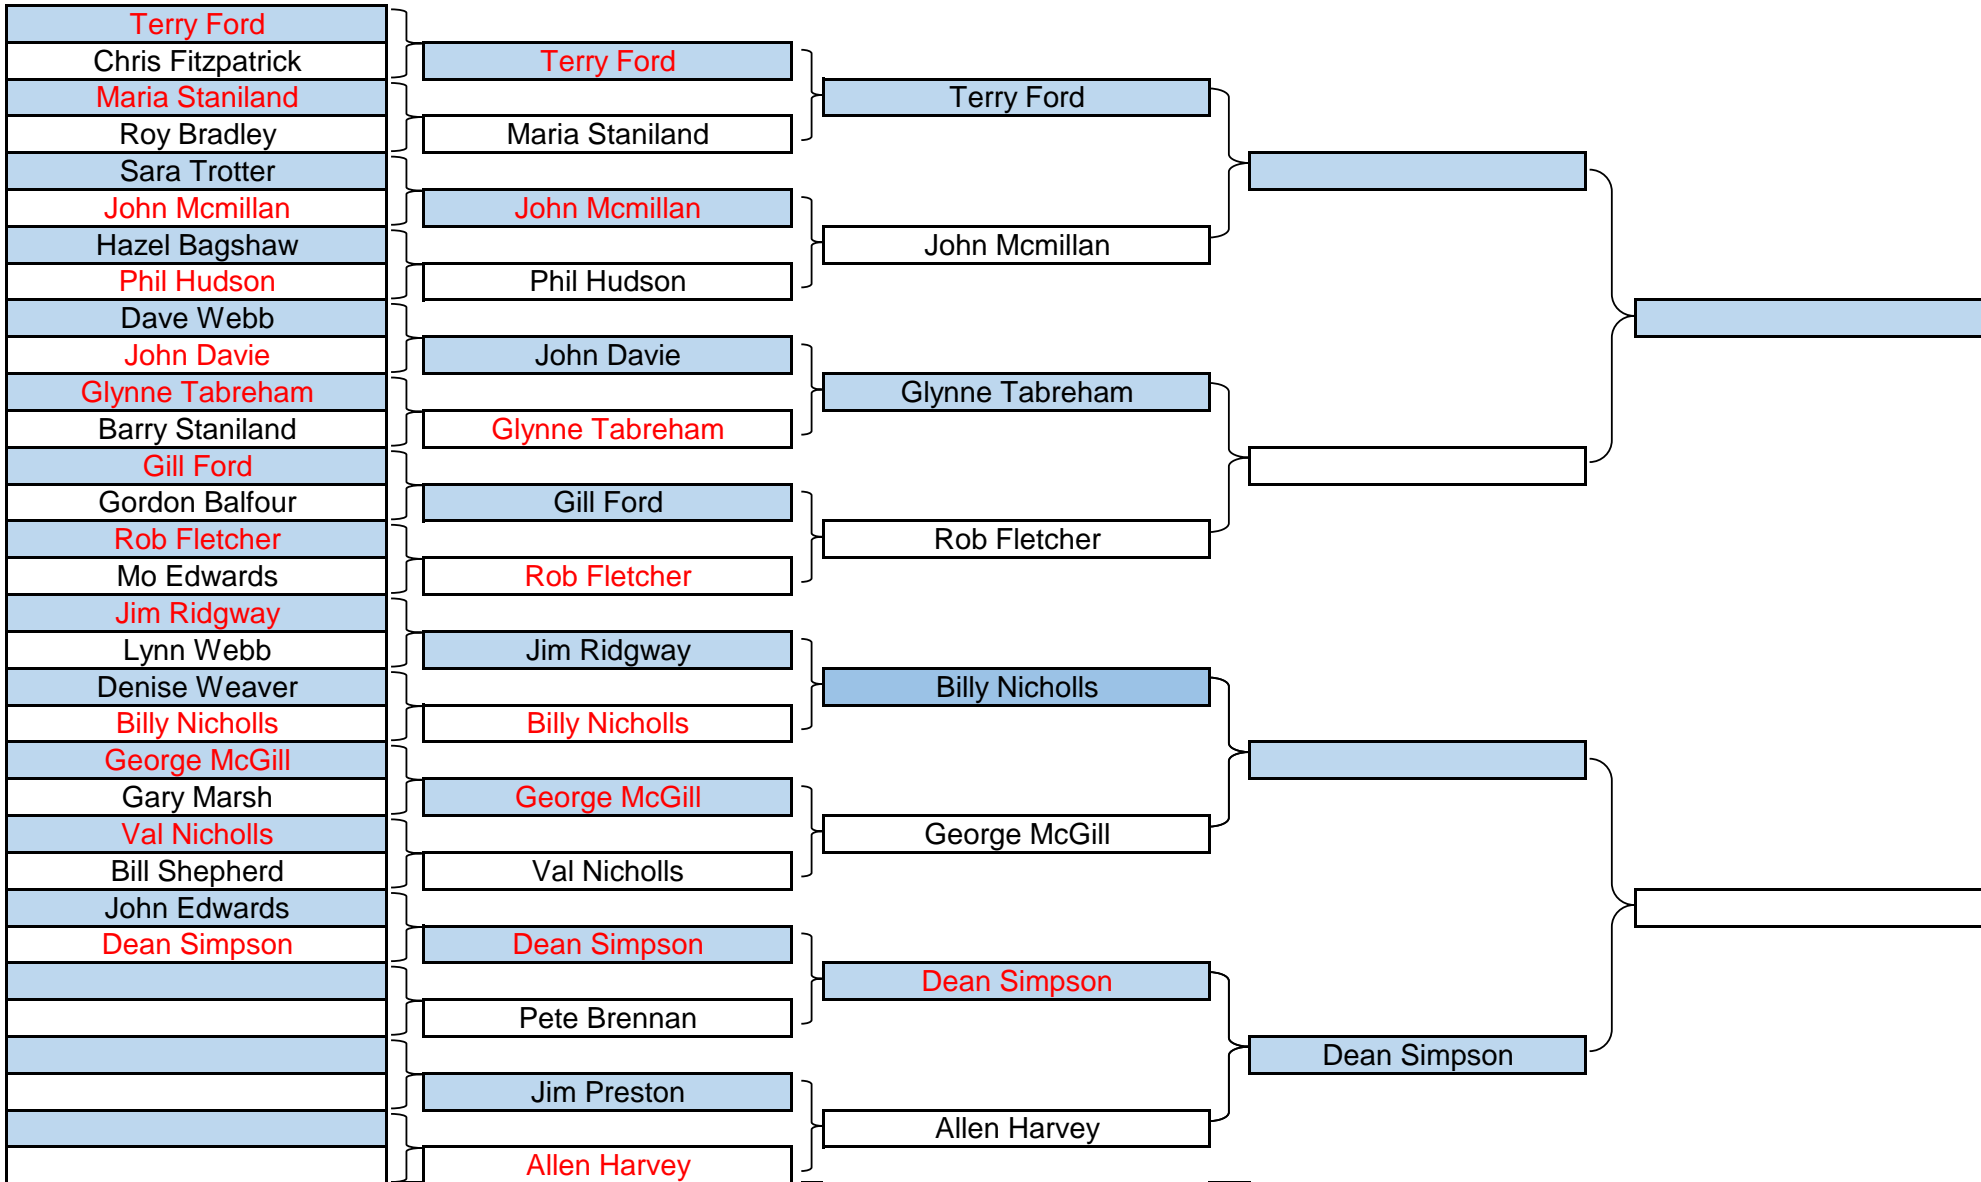 Terry Ford
Chris Fitzpatrick
Maria Staniland
Roy Bradley
Sara Trotter
John Mcmillan
Hazel Bagshaw
Phil Hudson
Dave Webb
John Davie
Glynne Tabreham
Barry Staniland
Gill Ford
Gordon Balfour
Rob Fletcher
Mo Edwards
Jim Ridgway
Lynn Webb
Denise Weaver
Billy Nicholls
George McGill
Gary Marsh
Val Nicholls
Bill Shepherd
John Edwards
Dean Simpson
Terry Ford
Maria Staniland
John Mcmillan
Phil Hudson
John Davie
Glynne Tabreham
Gill Ford
Rob Fletcher
Jim Ridgway
Billy Nicholls
George McGill
Val Nicholls
Dean Simpson
Pete Brennan
Jim Preston
Allen Harvey
Terry Ford
John Mcmillan
Glynne Tabreham
Rob Fletcher
Billy Nicholls
George McGill
Dean Simpson
Allen Harvey
Dean Simpson